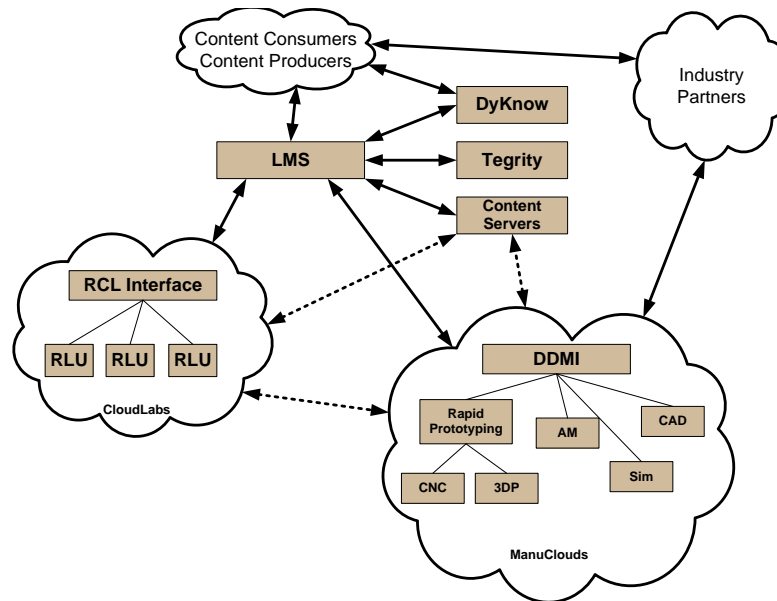 Content Consumers
Content Producers
Industry
Partners
DyKnow
LMS
Tegrity
Content
Servers
RCL Interface
RLU
RLU
RLU
CloudLabs
DDMI
Rapid
Prototyping
AM
CAD
CNC
3DP
Sim
ManuClouds